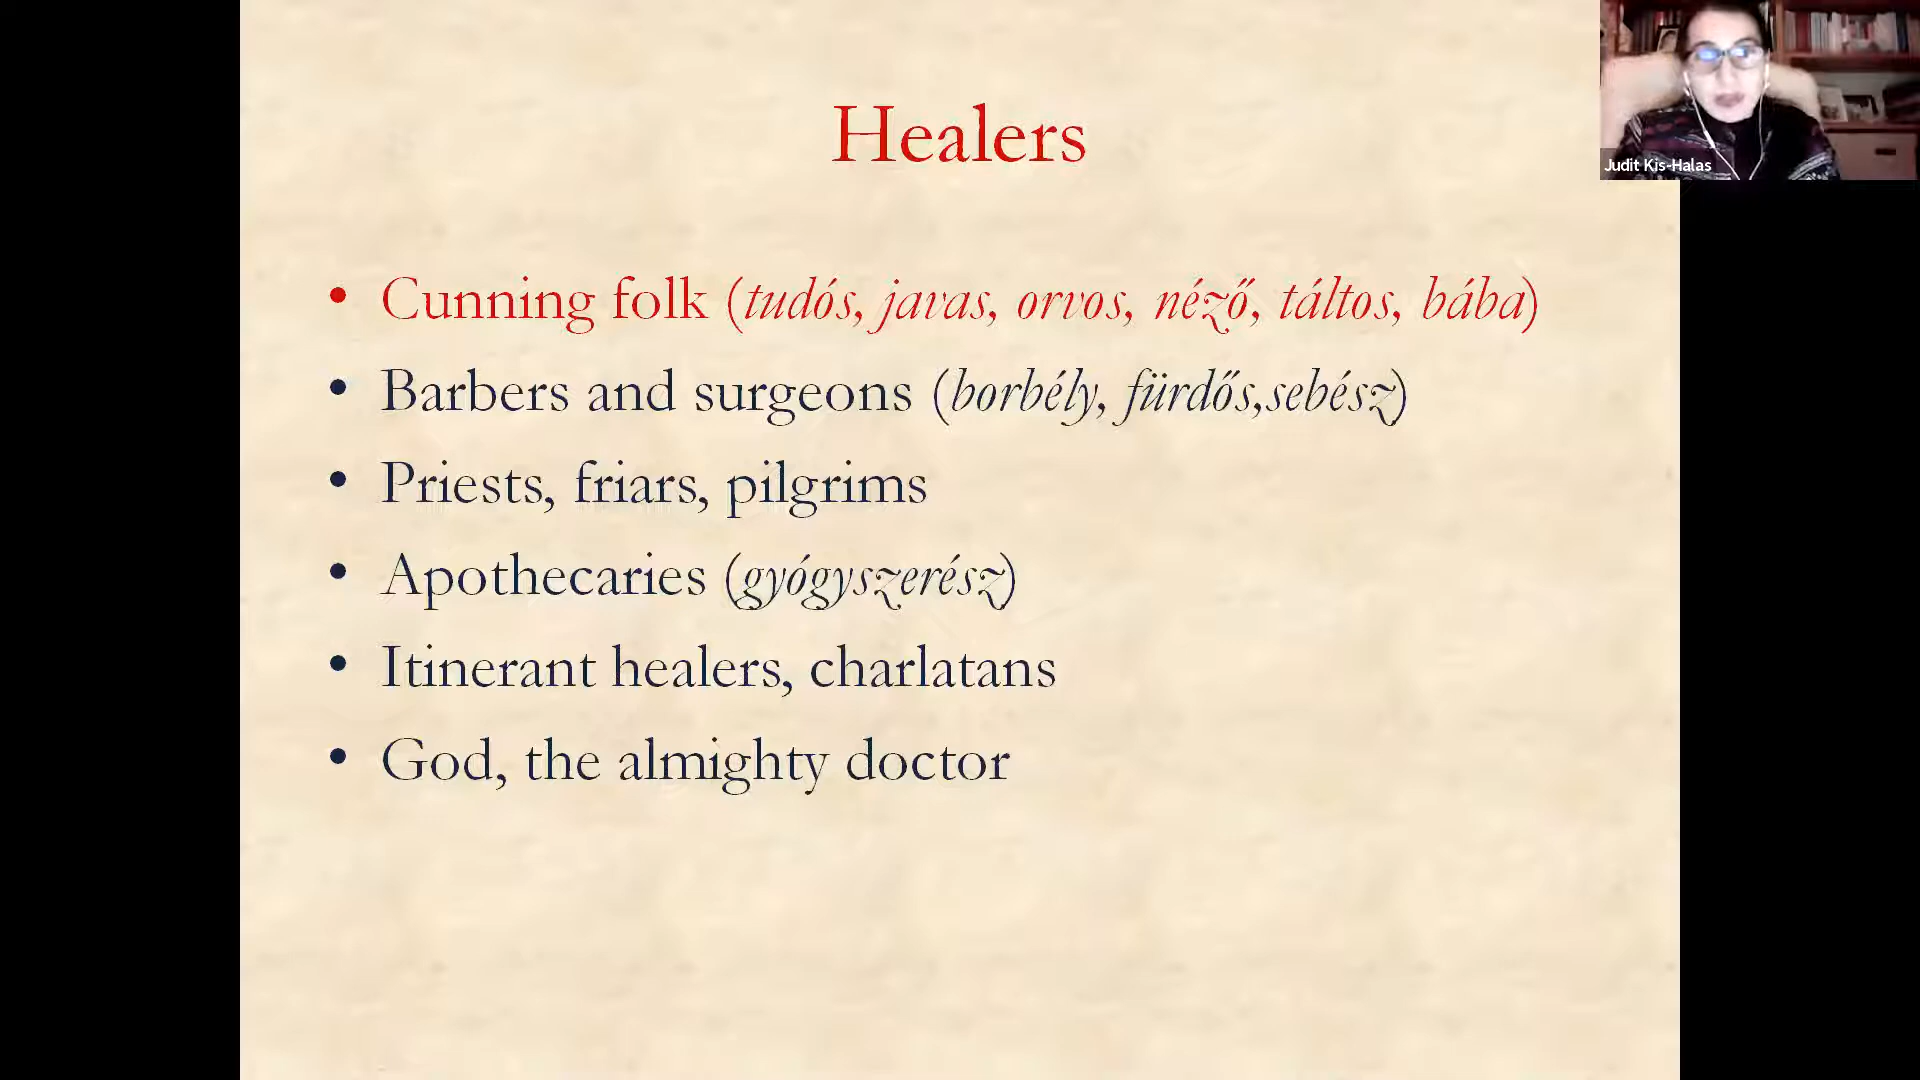 Healers
• Cunning folk (tudós, javas, orvos, néző, táltos, bába)
• Barbers and surgeons (borbély, fürdős,sebész)
• Priests, friars, pilgrims
• Apothecaries (gyógyszerész)
• Itinerant healers, charlatans
• God, the almighty doctor
Judit Kis-Halas